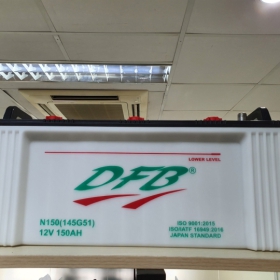 LOWER LEVEL
DFB®
N150(145G51)
12V 150AH
ISO 9001:2015
ISO/IATF 16949:2016
JAPAN STANDARD